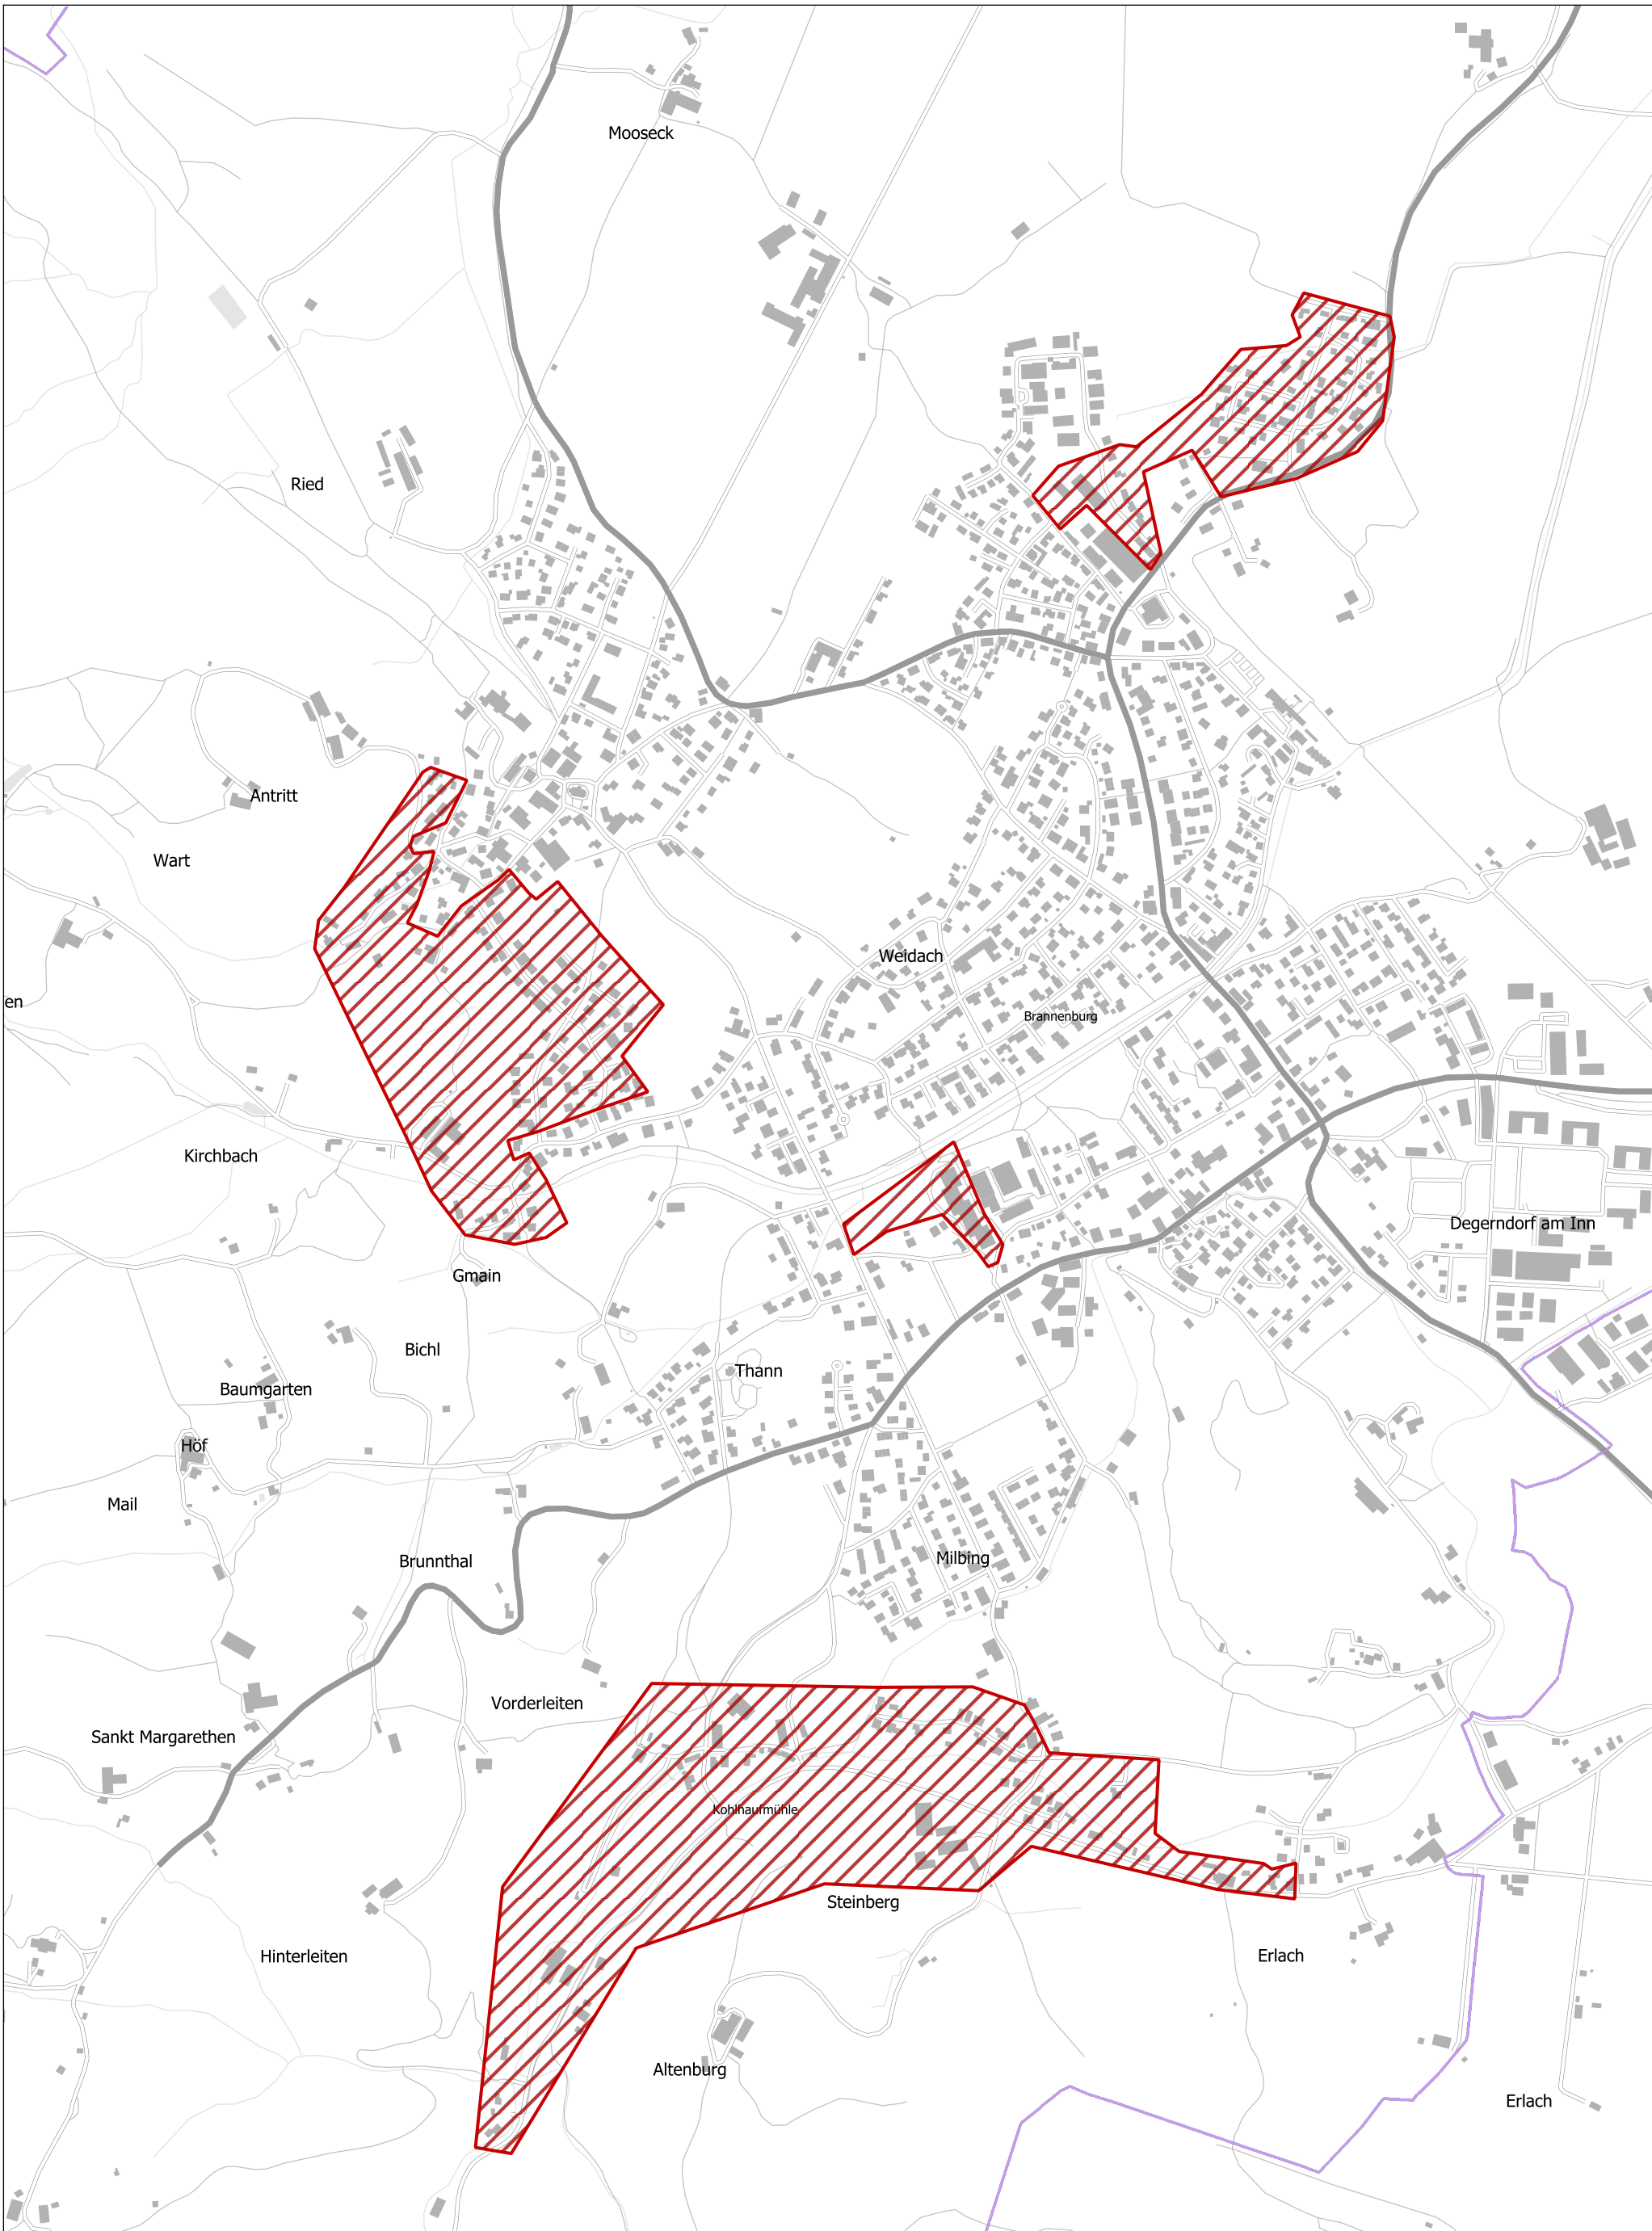 Mooseck
Ried
Antritt
Wart
Weidach
en
Brannenburg
Kirchbach
Degerndorf am Inn
Gmain
Bichl
Thann
Baumgarten
Höf
Mail
Milbing
Brunnthal
Vorderleiten
Sankt Margarethen
Kohlhaufmühle
Steinberg
Hinterleiten
Erlach
Altenburg
Erlach